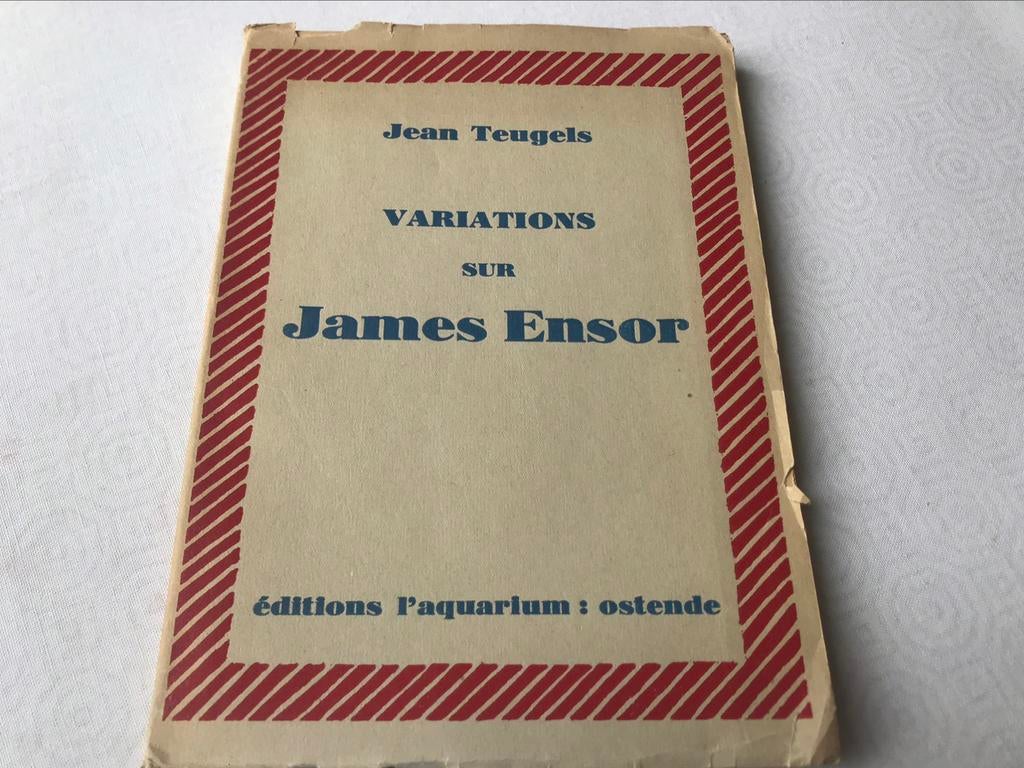 Jean Teugels
VARIATIONS
SUR
James Ensor
éditions l'aquarium : ostende